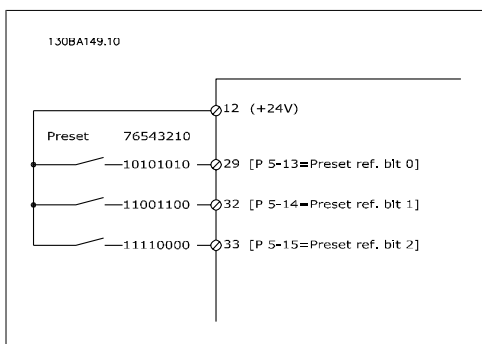 130BA149.10
12 (+24V)
Preset 76543210
10101010 29 [P 5-13=Preset ref. bit 0]
11001100 32 [P 5-14=Preset ref. bit 1]
11110000 33 [P 5-15=Preset ref. bit 2]